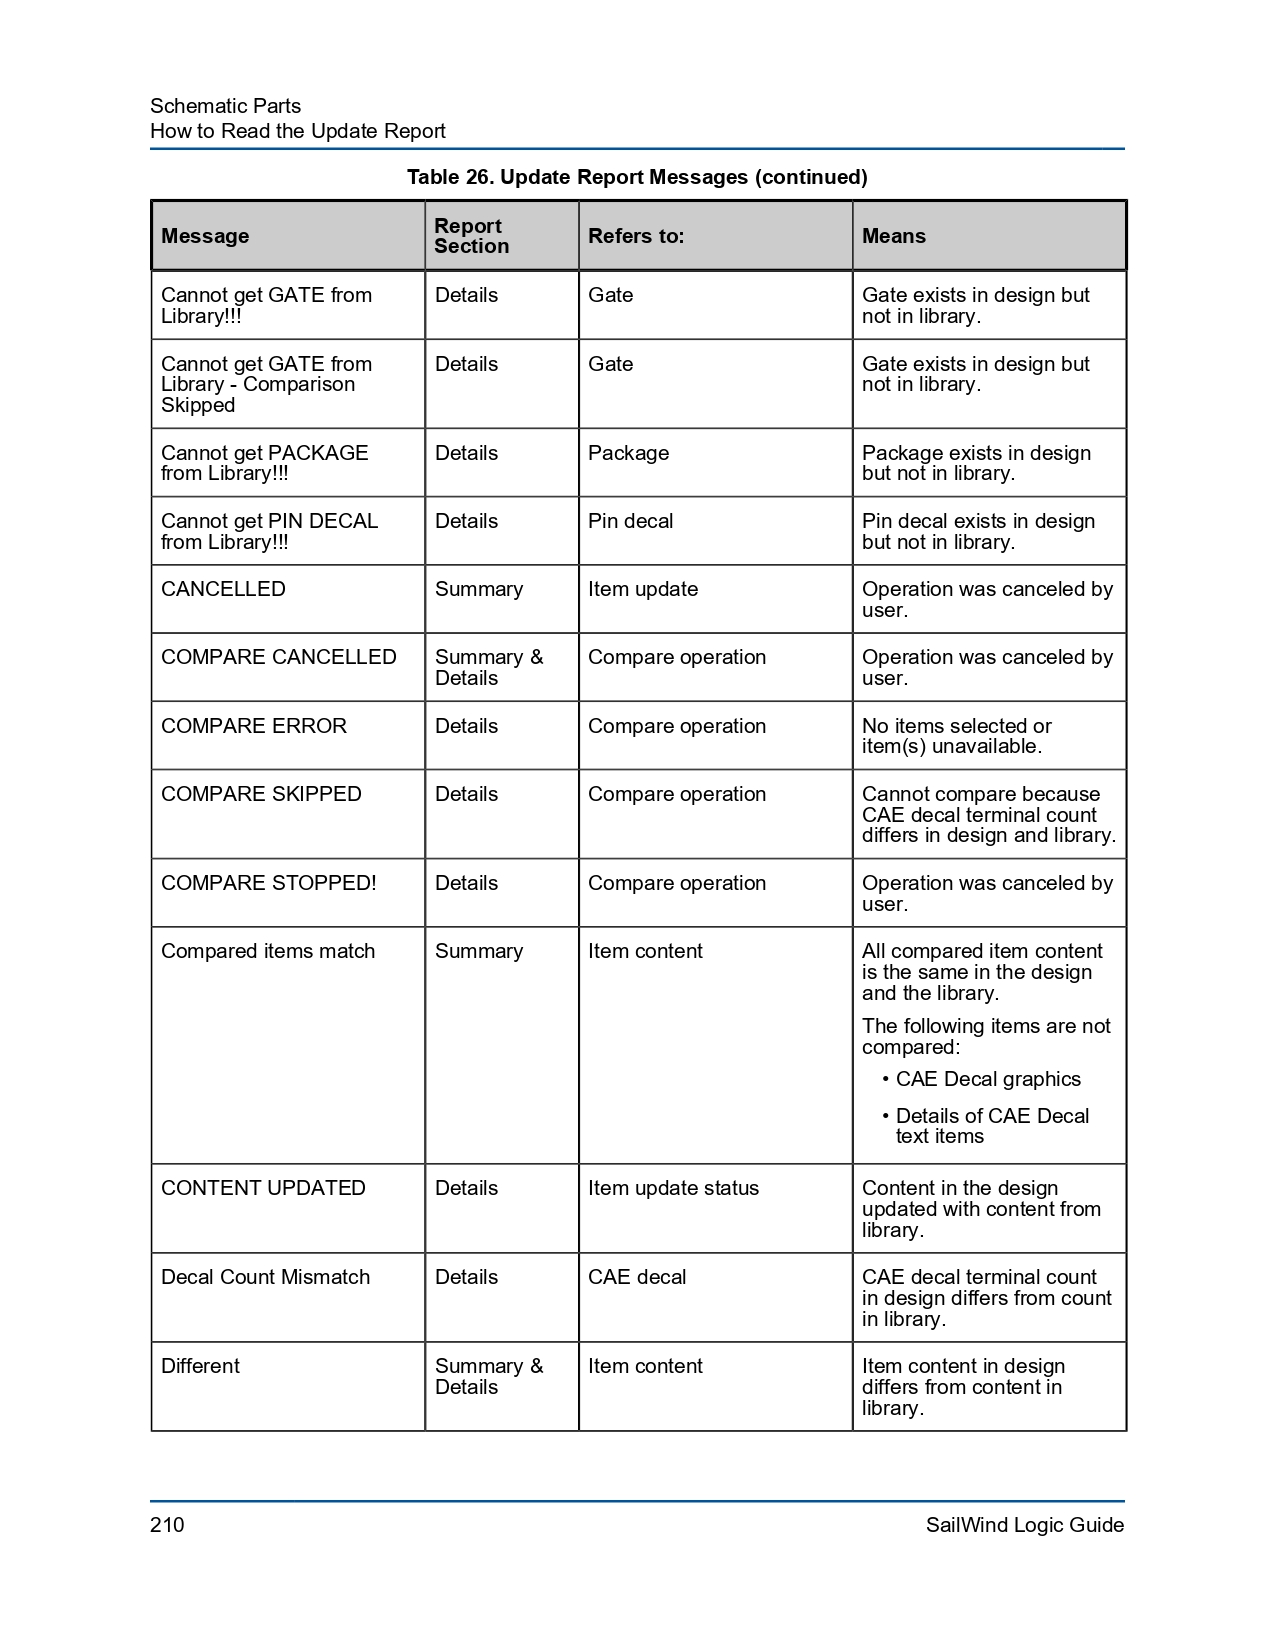 Schematic Parts
How to Read the Update Report
Table 26. Update Report Messages (continued)
Message
Report
Section
Refers to:
Means
Cannot get GATE from
Library!!!
Details
Gate
Gate exists in design but
not in library.
Cannot get GATE from
Library - Comparison
Skipped
Details
Gate
Gate exists in design but
not in library.
Cannot get PACKAGE
from Library!!!
Details
Package
Package exists in design
but not in library.
Cannot get PIN DECAL
from Library!!!
Details
Pin decal
Pin decal exists in design
but not in library.
CANCELLED
Summary
Item update
Operation was canceled by
user.
COMPARE CANCELLED
Summary &
Details
Compare operation
Operation was canceled by
user.
COMPARE ERROR
Details
Compare operation
No items selected or
item(s) unavailable.
COMPARE SKIPPED
Details
Compare operation
Cannot compare because
CAE decal terminal count
differs in design and library.
COMPARE STOPPED!
Details
Compare operation
Operation was canceled by
user.
Compared items match
Summary
Item content
All compared item content
is the same in the design
and the library.
The following items are not
compared:
• CAE Decal graphics
• Details of CAE Decal
text items
CONTENT UPDATED
Details
Item update status
Content in the design
updated with content from
library.
Decal Count Mismatch
Details
CAE decal
CAE decal terminal count
in design differs from count
in library.
Different
Summary &
Details
Item content
Item content in design
differs from content in
library.
210
SailWind Logic Guide